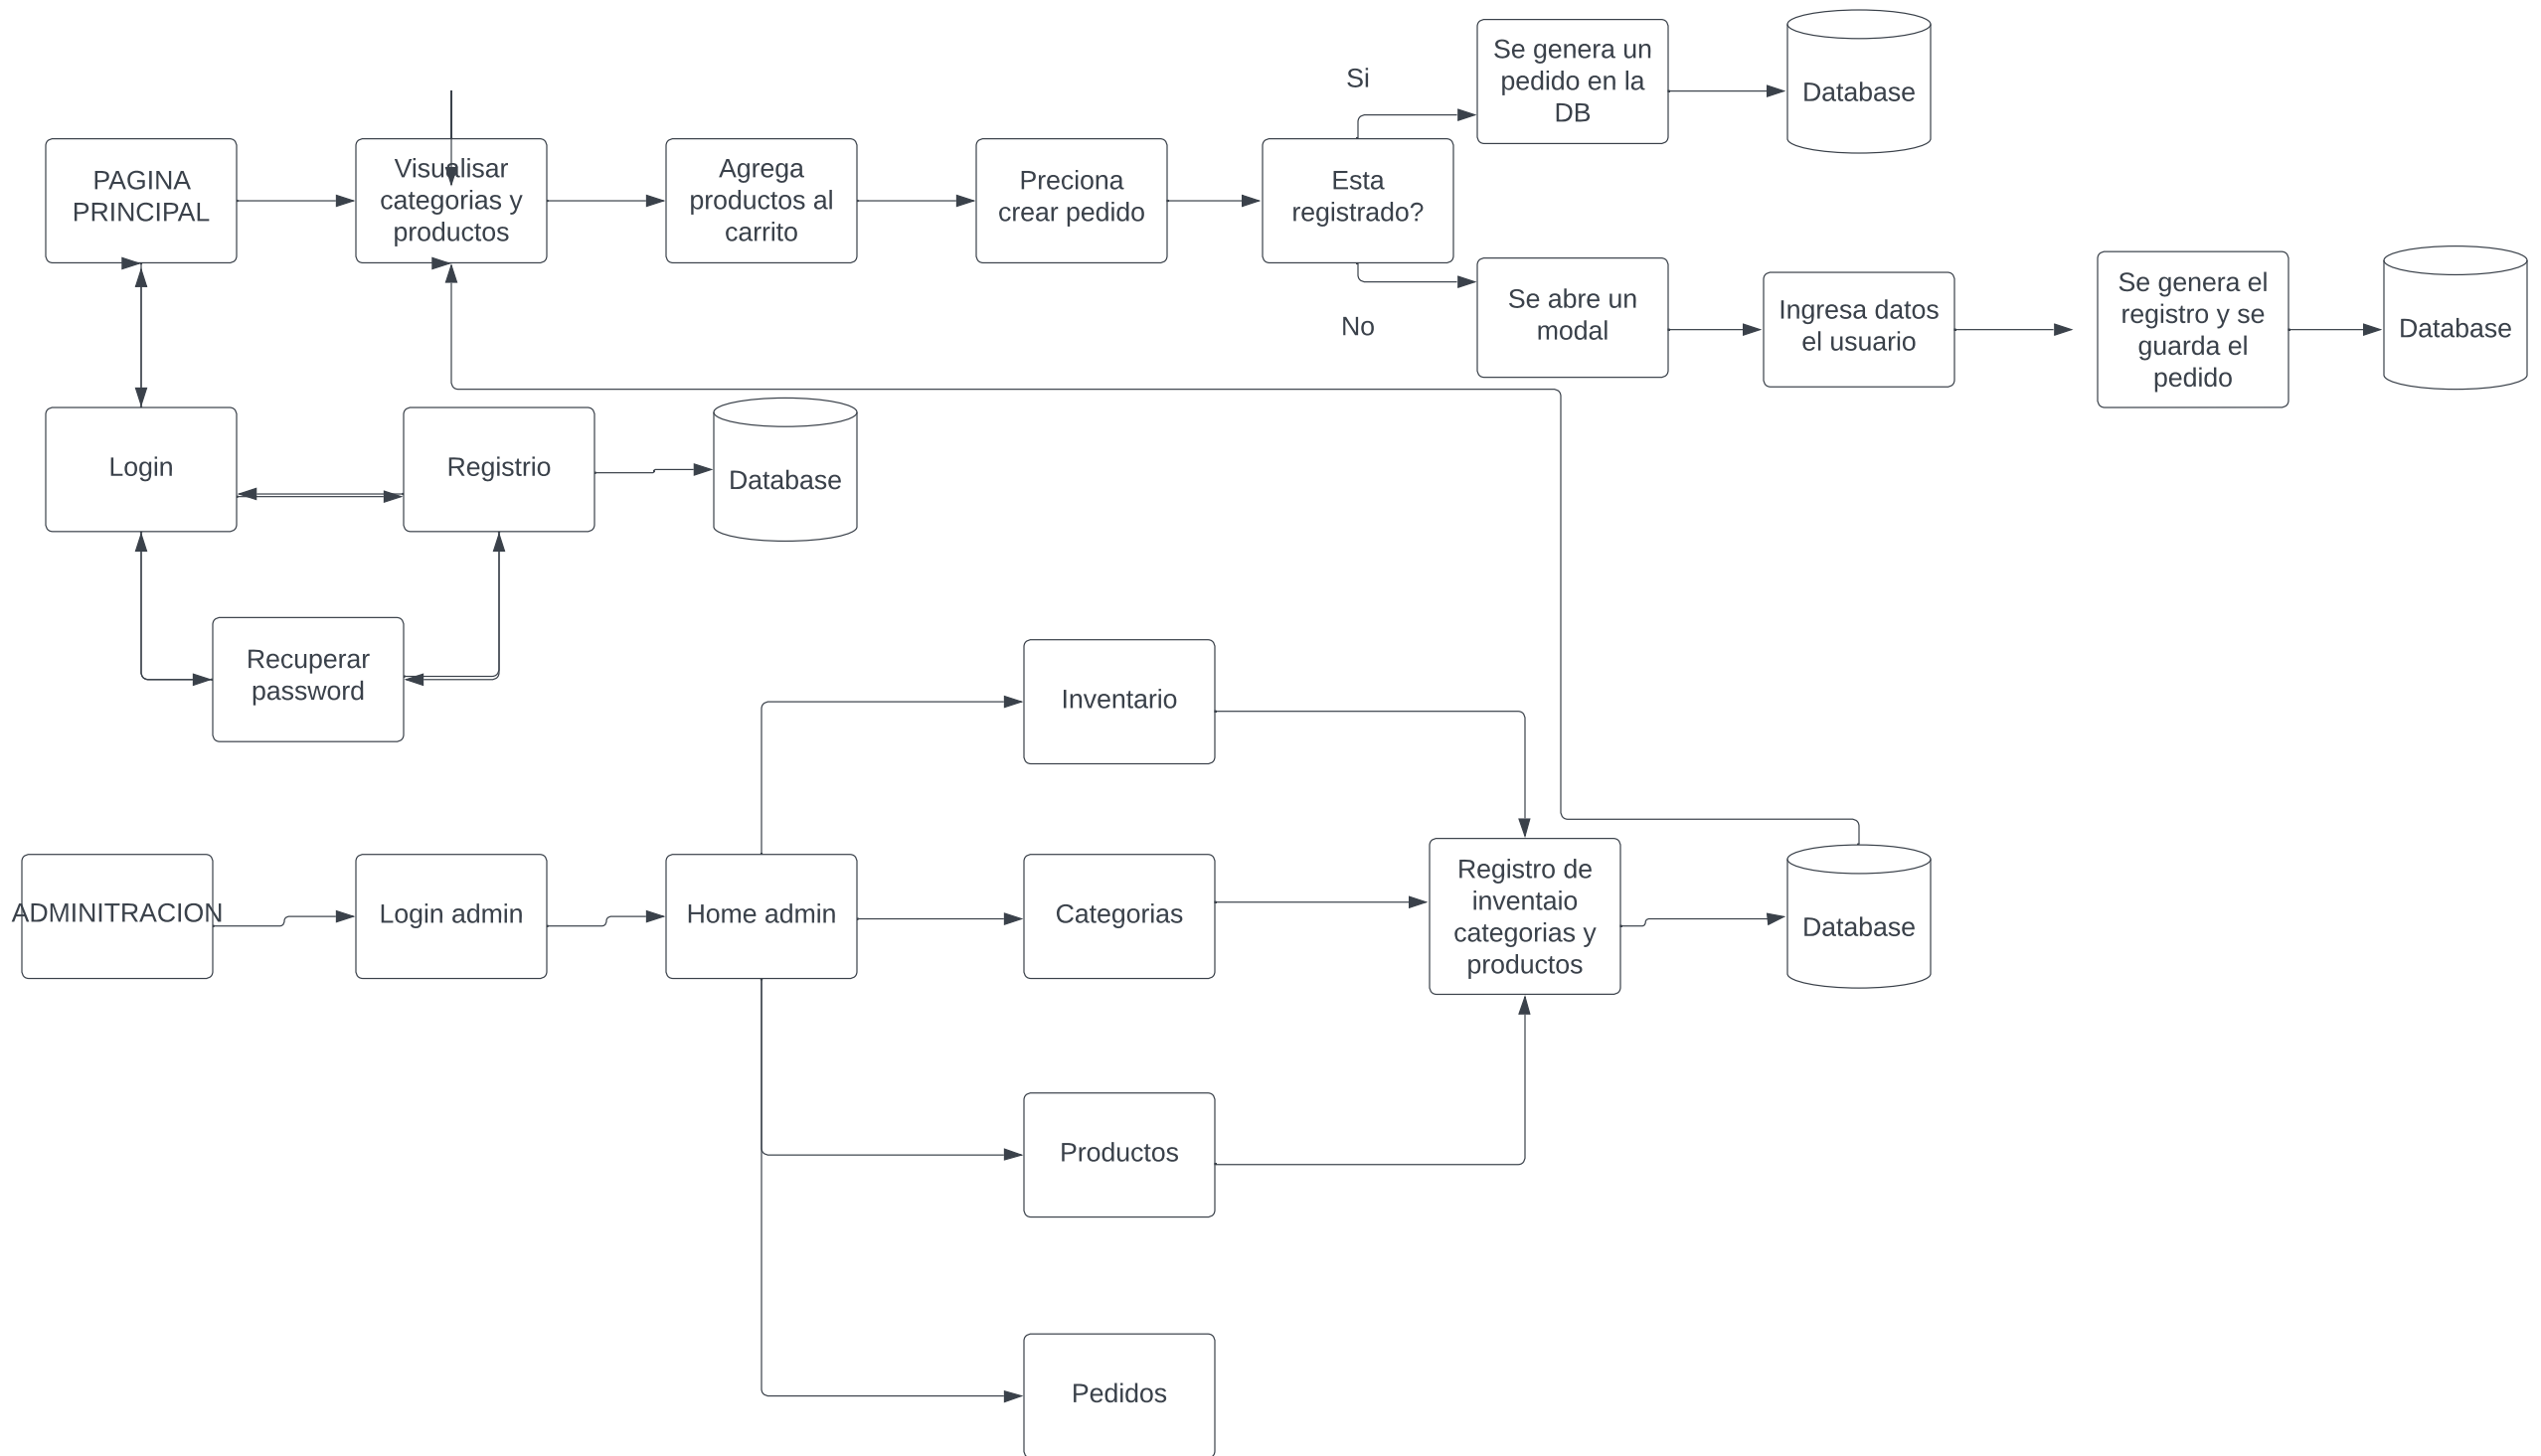 Se genera un
pedido en la
DB
Database
Si
PAGINA
PRINCIPAL
Visualisar
categorias y
productos
Agrega
productos al
carrito
Preciona
crear pedido
Esta
registrado?
No
Se abre un
modal
Ingresa datos
el usuario
Se genera el
registro y se
guarda el
pedido
Database
Login
Registrio
Database
Recuperar
password
Inventario
ADMINITRACION
Login admin
Home admin
Categorias
Registro de
inventaio
categorias y
productos
Database
Productos
Pedidos